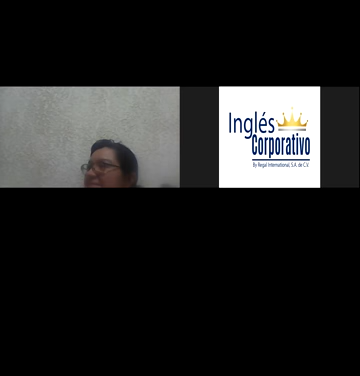 Inglés
Corporativo
By Regal International, S.A. de C.V.